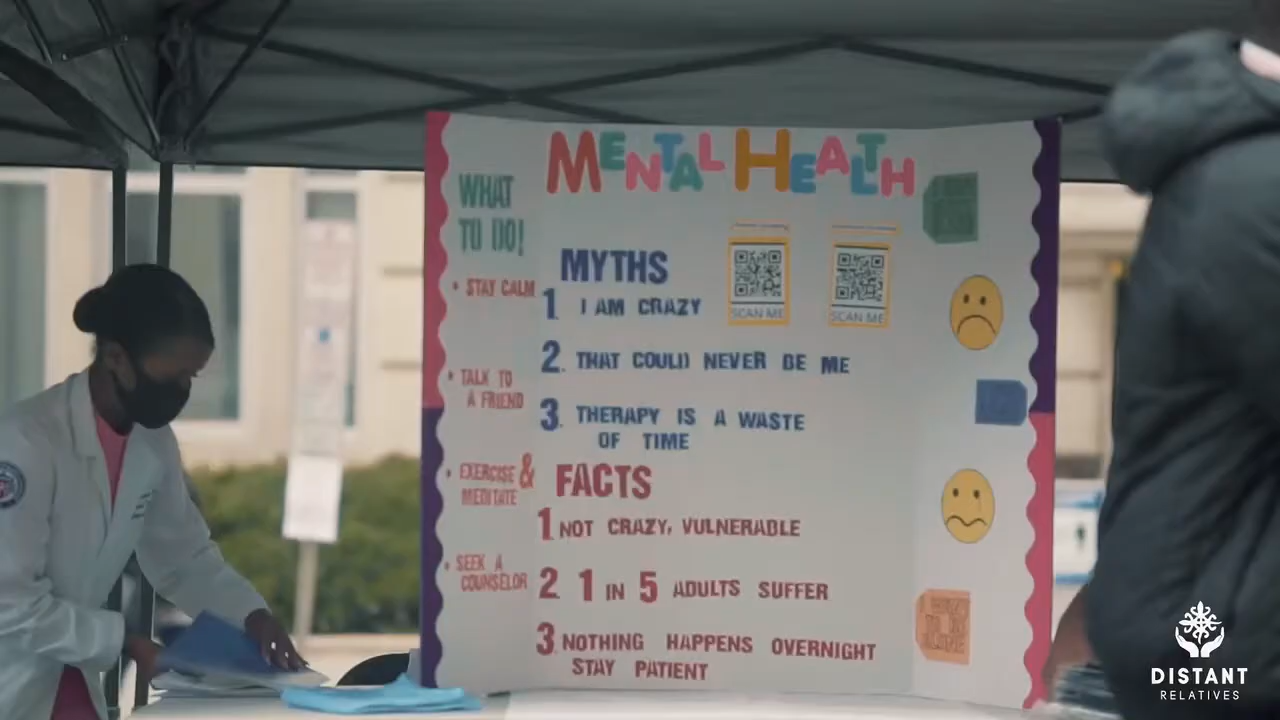 MENTAL HEALTH
WHAT
TO DO!
• STAY CALM
• TALK TO
A FRIEND
• EXERCISE &
MEDITATE
• SEEK A
COUNSELOR
MYTHS
1. I AM CRAZY
2. THAT COULD NEVER BE ME
3. THERAPY IS A WASTE
OF TIME
FACTS
1 NOT CRAZY, VULNERABLE
2 1 IN 5 ADULTS SUFFER
3. NOTHING HAPPENS OVERNIGHT
STAY PATIENT
SCAN ME
SCAN ME
DISTANT
RELATIVES